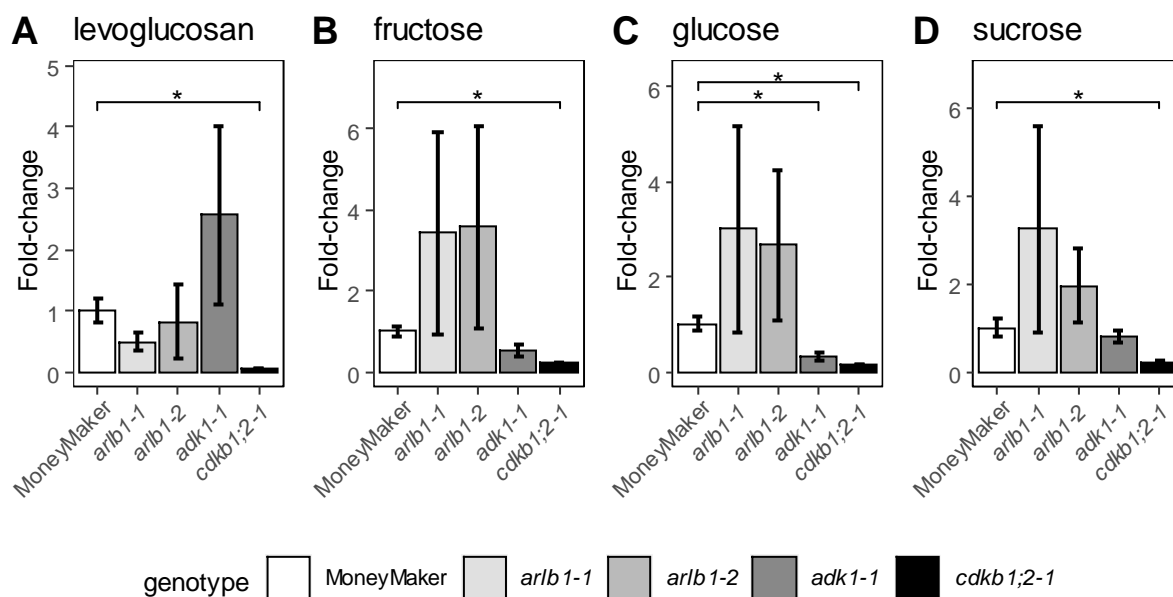 A levoglucosan
B fructose
C glucose
D sucrose
Fold-change
5
4
3
2
1
0
*
MoneyMaker
arlb1-1
arlb1-2
adk1-1
cdkb1;2-1
Fold-change
6
4
2
0
*
MoneyMaker
arlb1-1
arlb1-2
adk1-1
cdkb1;2-1
Fold-change
6
4
2
0
*
*
MoneyMaker
arlb1-1
arlb1-2
adk1-1
cdkb1;2-1
Fold-change
6
4
2
0
*
MoneyMaker
arlb1-1
arlb1-2
adk1-1
cdkb1;2-1
genotype MoneyMaker arlb1-1 arlb1-2 adk1-1 cdkb1;2-1